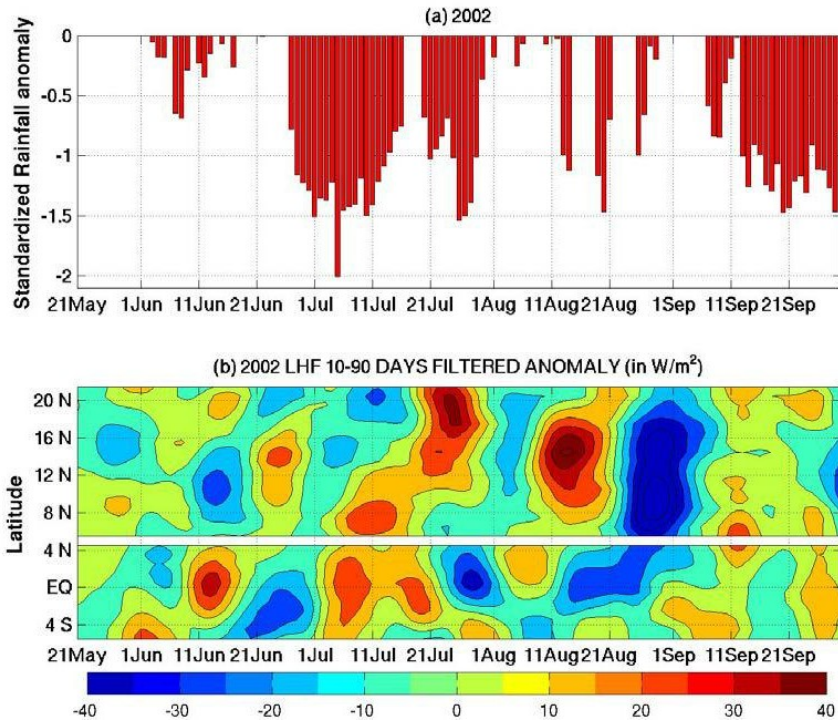 (a) 2002
Standardized Rainfall anomaly
0
-0.5
-1
-1.5
-2
21May 1Jun 11Jun 21Jun 1Jul 11Jul 21Jul 1Aug 11Aug 21Aug 1Sep 11Sep 21Sep
(b) 2002 LHF 10-90 DAYS FILTERED ANOMALY (in W/m²)
Latitude
20 N
16 N
12 N
8 N
4 N
EQ
4 S
21May 1Jun 11Jun 21Jun 1Jul 11Jul 21Jul 1Aug 11Aug 21Aug 1Sep 11Sep 21Sep
-40 -30 -20 -10 0 10 20 30 40